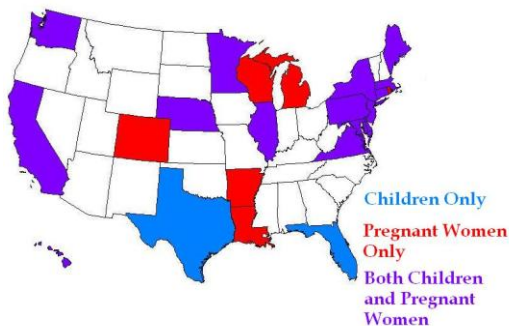 Children Only
Pregnant Women
Only
Both Children
and Pregnant
Women